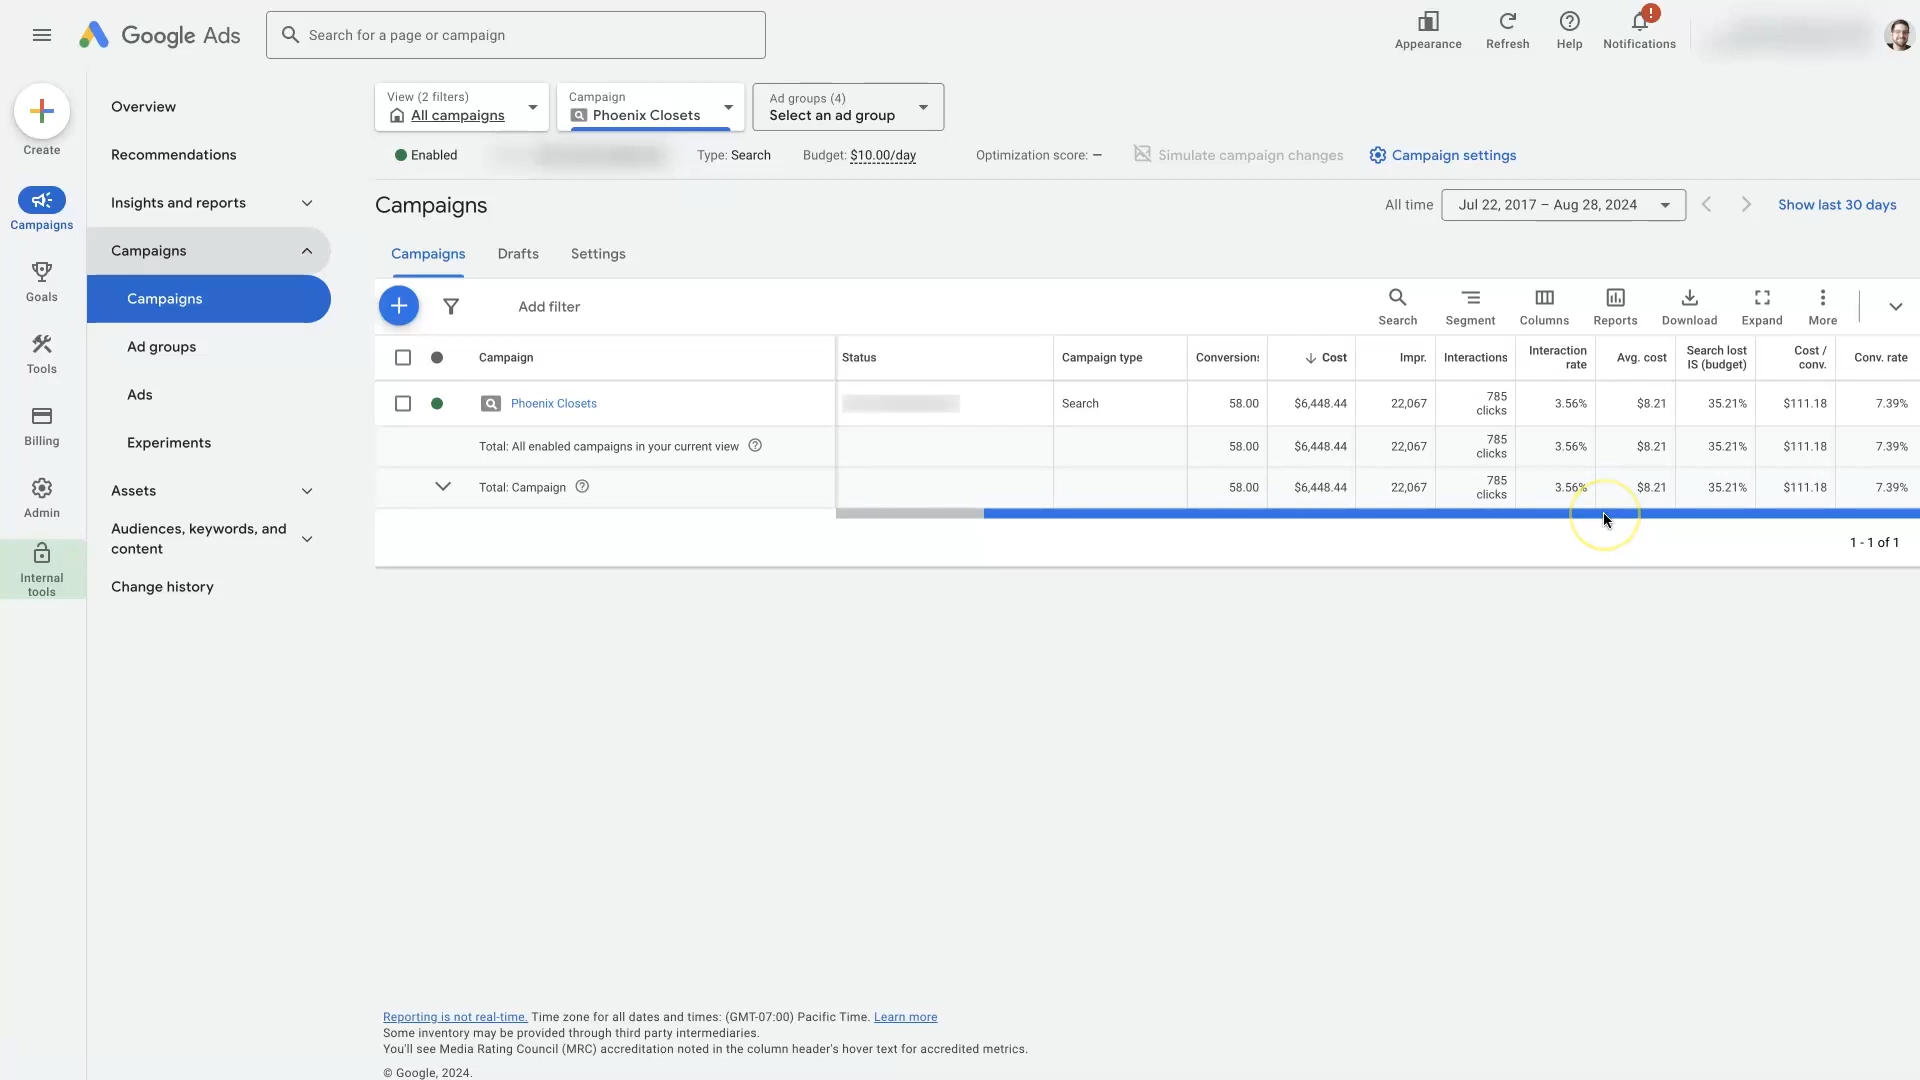 Google Ads
Search for a page or campaign
Appearance
Refresh
Help
!
Notifications
Create
Campaigns
Goals
Tools
Billing
Admin
Internal
tools
Overview
Recommendations
Insights and reports
Campaigns
Campaigns
Ad groups
Ads
Experiments
Assets
Audiences, keywords, and
content
Change history
View (2 filters)
All campaigns
Campaign
Phoenix Closets
Ad groups (4)
Select an ad group
Enabled
Type: Search
Budget: $10.00/day
Optimization score: –
Simulate campaign changes
Campaign settings
Campaigns
All time
Jul 22, 2017 – Aug 28, 2024
Show last 30 days
Campaigns
Drafts
Settings
Add filter
Search
Segment
Columns
Reports
Download
Expand
More
Campaign
Status
Campaign type
Conversions
Cost
Impr.
Interactions
Interaction
rate
Avg. cost
Search lost
IS (budget)
Cost /
conv.
Conv. rate
Phoenix Closets
Search
58.00
$6,448.44
22,067
785
clicks
3.56%
$8.21
35.21%
$111.18
7.39%
Total: All enabled campaigns in your current view
58.00
$6,448.44
22,067
785
clicks
3.56%
$8.21
35.21%
$111.18
7.39%
Total: Campaign
58.00
$6,448.44
22,067
785
clicks
3.56%
$8.21
35.21%
$111.18
7.39%
1 - 1 of 1
Reporting is not real-time. Time zone for all dates and times: (GMT-07:00) Pacific Time. Learn more
Some inventory may be provided through third party intermediaries.
You'll see Media Rating Council (MRC) accreditation noted in the column header's hover text for accredited metrics.
© Google, 2024.